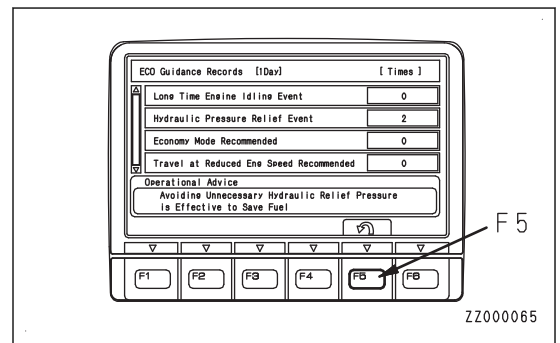 ECO Guidance Records [1Day] [ Times ]
Long Time Engine Idling Event 0
Hydraulic Pressure Relief Event 2
Economy Mode Recommended 0
Travel at Reduced Eng Speed Recommended 0
Operational Advice
Avoiding Unnecessary Hydraulic Relief Pressure
is Effective to Save Fuel
F5
F1 F2 F3 F4 F5 F6
ZZ000065